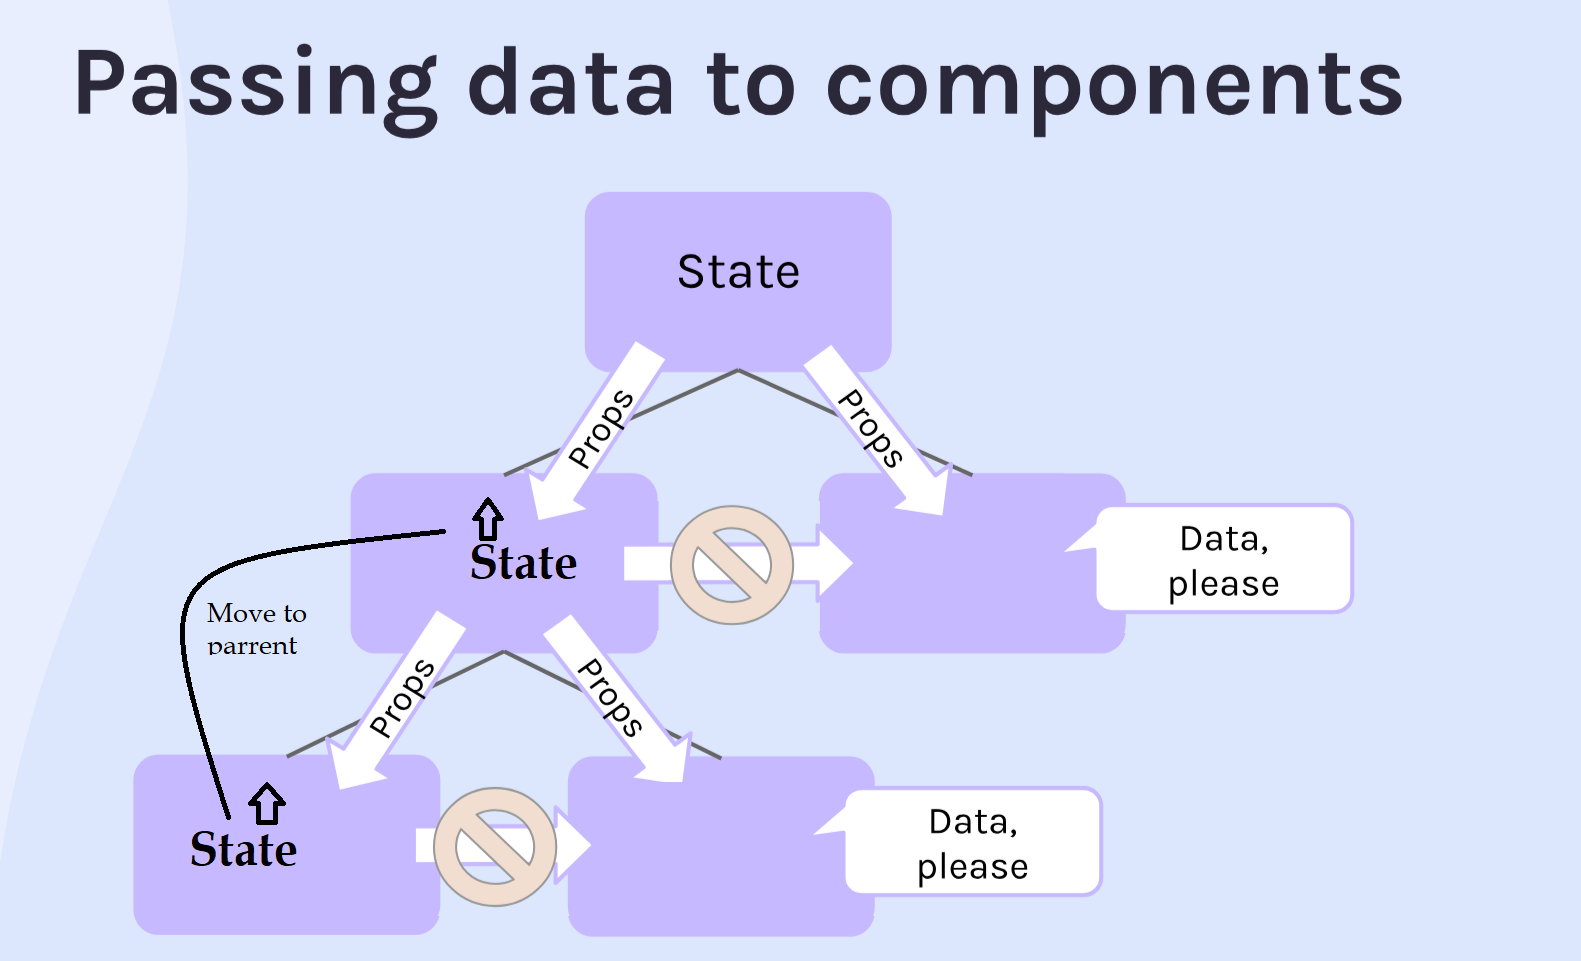 Passing data to components
State
Props
Props
State
Data,
please
Move to
parrent
Props
Props
State
Data,
please